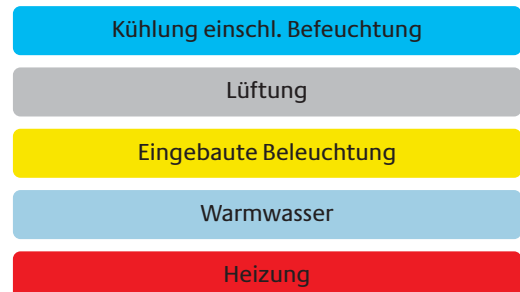 Kühlung einschl. Befeuchtung
Lüftung
Eingebaute Beleuchtung
Warmwasser
Heizung